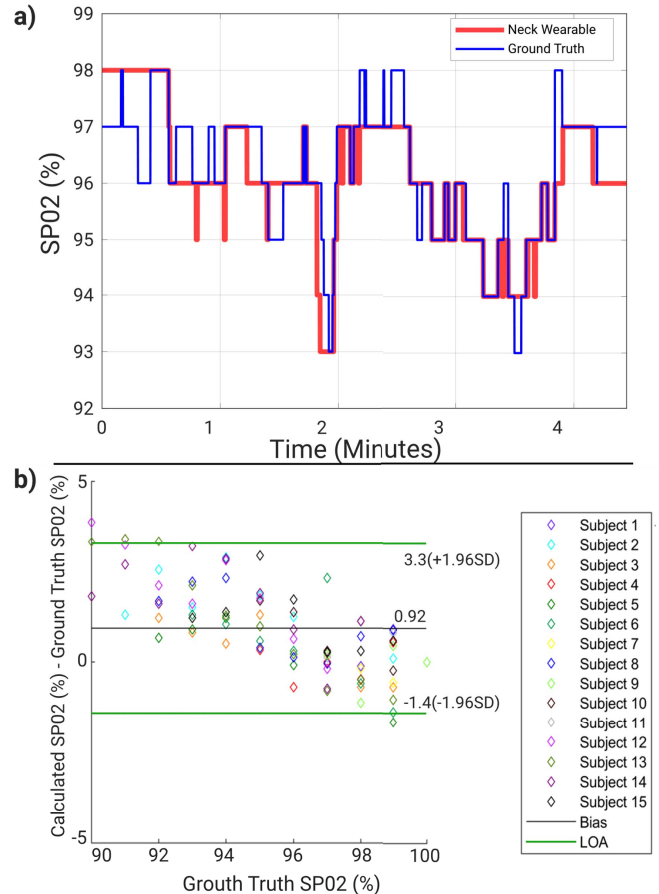 a)
99
98
97
96
95
94
93
92
SP02 (%)
Neck Wearable
Ground Truth
0
1
2
3
4
Time (Minutes)
b)
5
0
-5
Calculated SP02 (%) - Ground Truth SP02 (%)
3.3(+1.96SD)
0.92
-1.4(-1.96SD)
90
92
94
96
98
100
Grouth Truth SP02 (%)
Subject 1
Subject 2
Subject 3
Subject 4
Subject 5
Subject 6
Subject 7
Subject 8
Subject 9
Subject 10
Subject 11
Subject 12
Subject 13
Subject 14
Subject 15
Bias
LOA